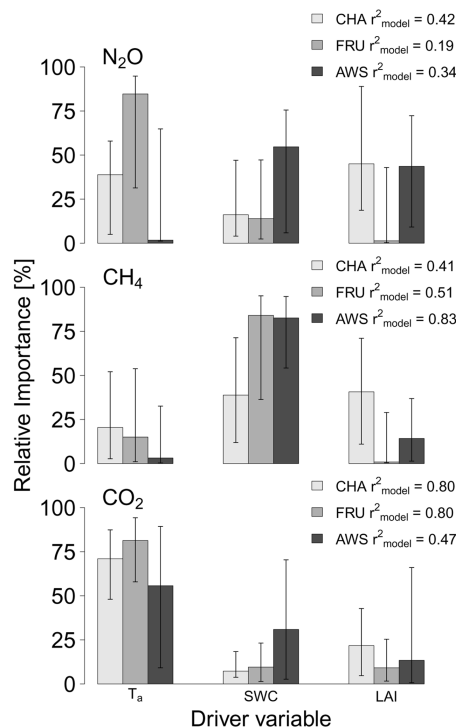 CHA r²model = 0.42
FRU r²model = 0.19
AWS r²model = 0.34
N₂O
100
75
50
25
0
CHA r²model = 0.41
FRU r²model = 0.51
AWS r²model = 0.83
CH₄
100
75
50
25
0
CHA r²model = 0.80
FRU r²model = 0.80
AWS r²model = 0.47
CO₂
100
75
50
25
0
Relative Importance [%]
Tₐ SWC LAI
Driver variable